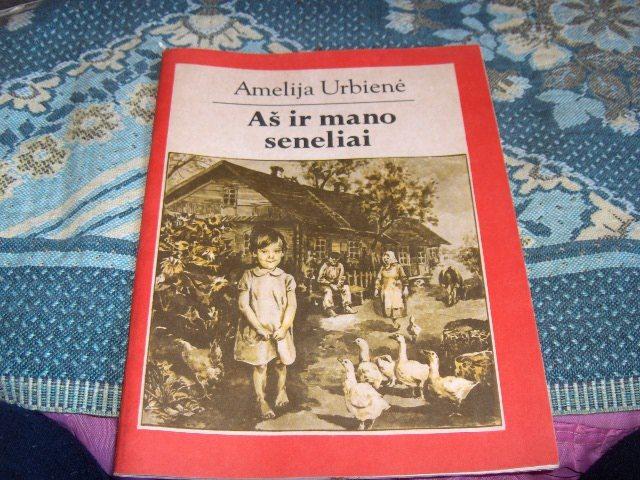 Amelija Urbienė
Aš ir mano
seneliai